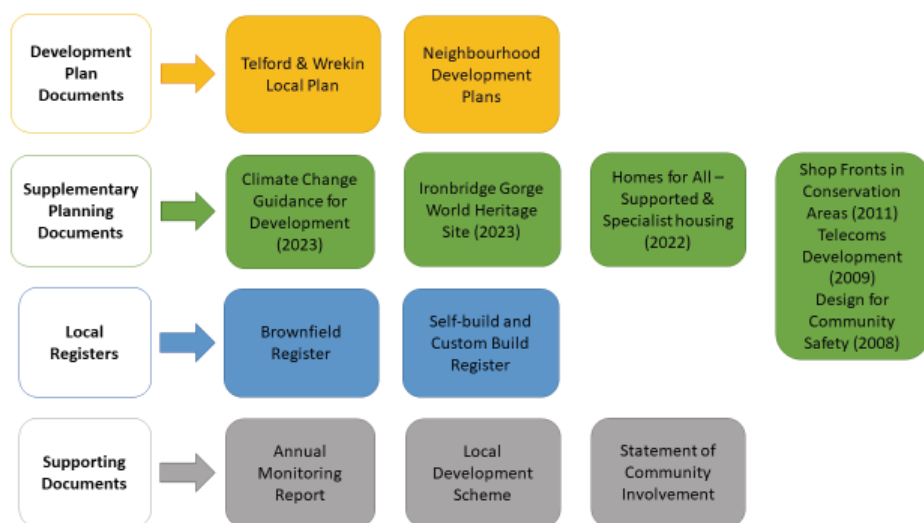 Development
Plan
Documents
Telford & Wrekin
Local Plan
Neighbourhood
Development
Plans
Supplementary
Planning
Documents
Climate Change
Guidance for
Development
(2023)
Ironbridge Gorge
World Heritage
Site (2023)
Homes for All –
Supported &
Specialist housing
(2022)
Shop Fronts in
Conservation
Areas (2011)
Telecoms
Development
(2009)
Design for
Community
Safety (2008)
Local
Registers
Brownfield
Register
Self-build and
Custom Build
Register
Supporting
Documents
Annual
Monitoring
Report
Local
Development
Scheme
Statement of
Community
Involvement